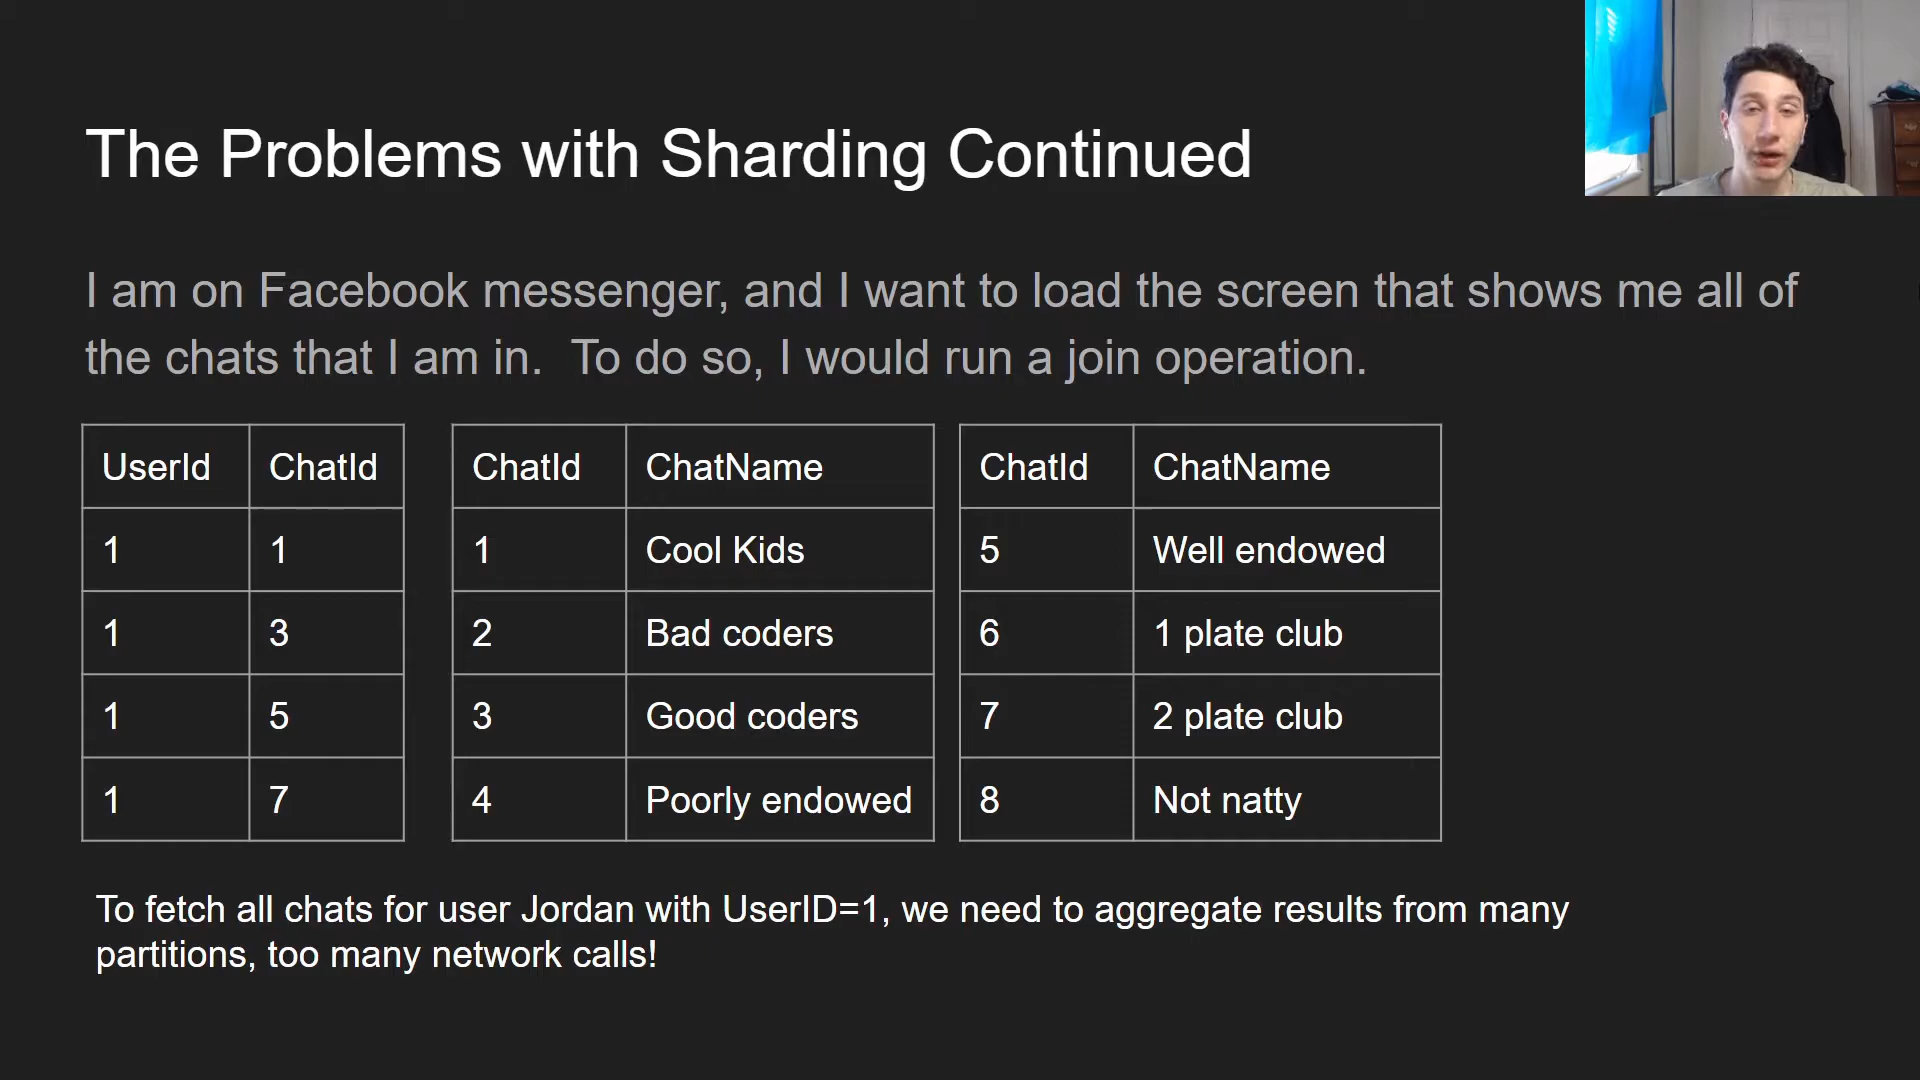 The Problems with Sharding Continued
I am on Facebook messenger, and I want to load the screen that shows me all of
the chats that I am in. To do so, I would run a join operation.
UserId ChatId
1 1
1 3
1 5
1 7
ChatId ChatName
1 Cool Kids
2 Bad coders
3 Good coders
4 Poorly endowed
ChatId ChatName
5 Well endowed
6 1 plate club
7 2 plate club
8 Not natty
To fetch all chats for user Jordan with UserID=1, we need to aggregate results from many
partitions, too many network calls!